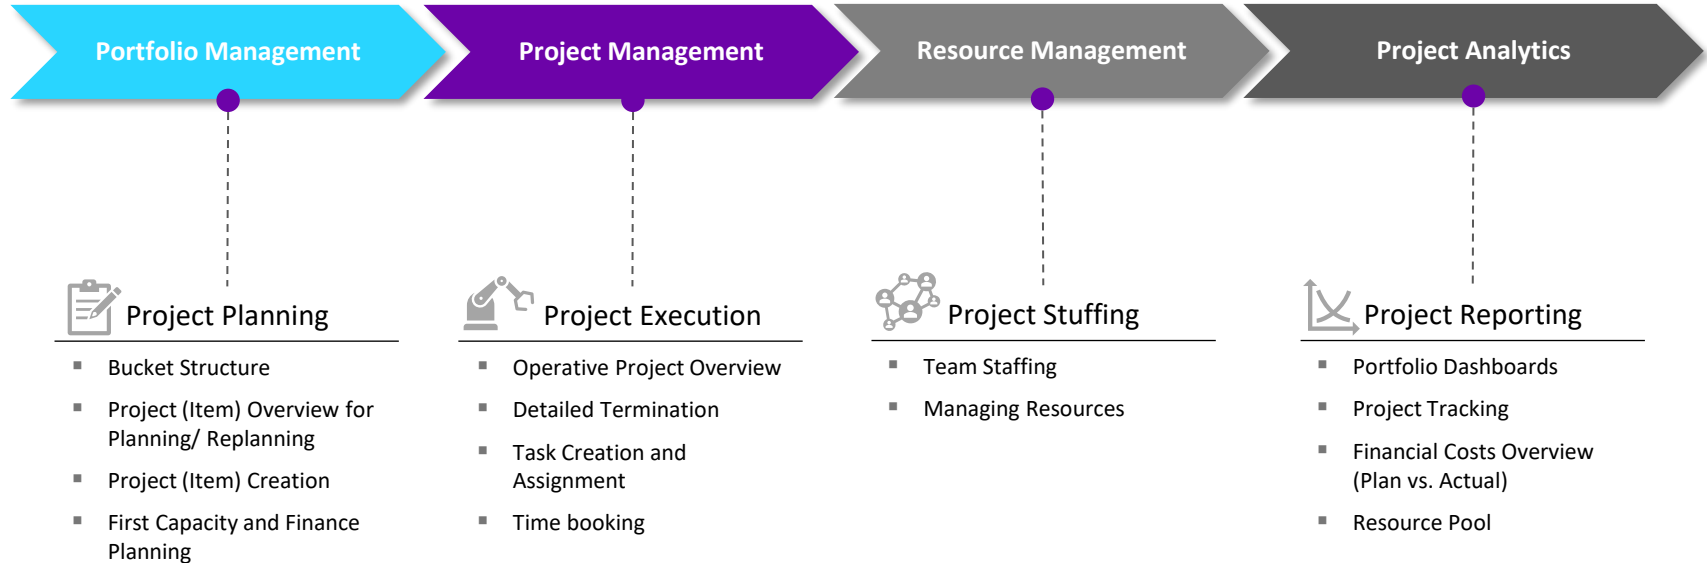 Portfolio Management
Project Management
Resource Management
Project Analytics
Project Planning
Bucket Structure
Project (Item) Overview for
Planning/ Replanning
Project (Item) Creation
First Capacity and Finance
Planning
Project Execution
Operative Project Overview
Detailed Termination
Task Creation and
Assignment
Time booking
Project Stuffing
Team Staffing
Managing Resources
Project Reporting
Portfolio Dashboards
Project Tracking
Financial Costs Overview
(Plan vs. Actual)
Resource Pool